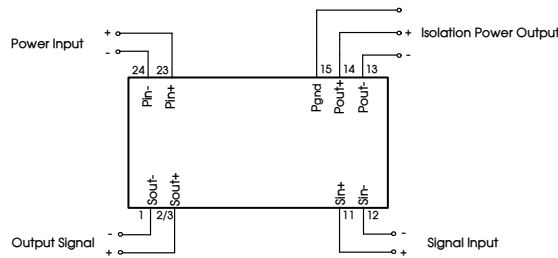 Power Input
+
-
24 23
Pin- Pin+
15 14 13
Pgnd Pout+ Pout-
+
-
Isolation Power Output
Sout- Sout+
1 2/3
Output Signal
-
+
Sin+ Sin-
11 12
-
+
Signal Input